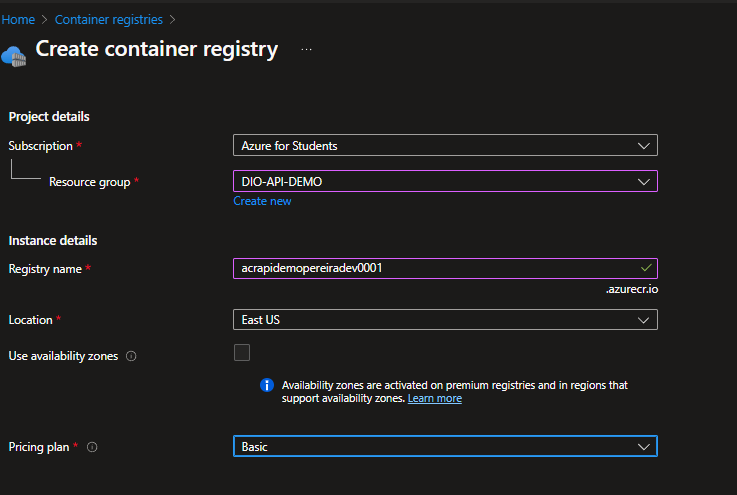 Home > Container registries >
Create container registry ...
Project details
Subscription * Azure for Students
Resource group * DIO-API-DEMO
Create new
Instance details
Registry name * acrapidemopereiradev0001
.azurecr.io
Location * East US
Use availability zones
Availability zones are activated on premium registries and in regions that
support availability zones. Learn more
Pricing plan * Basic